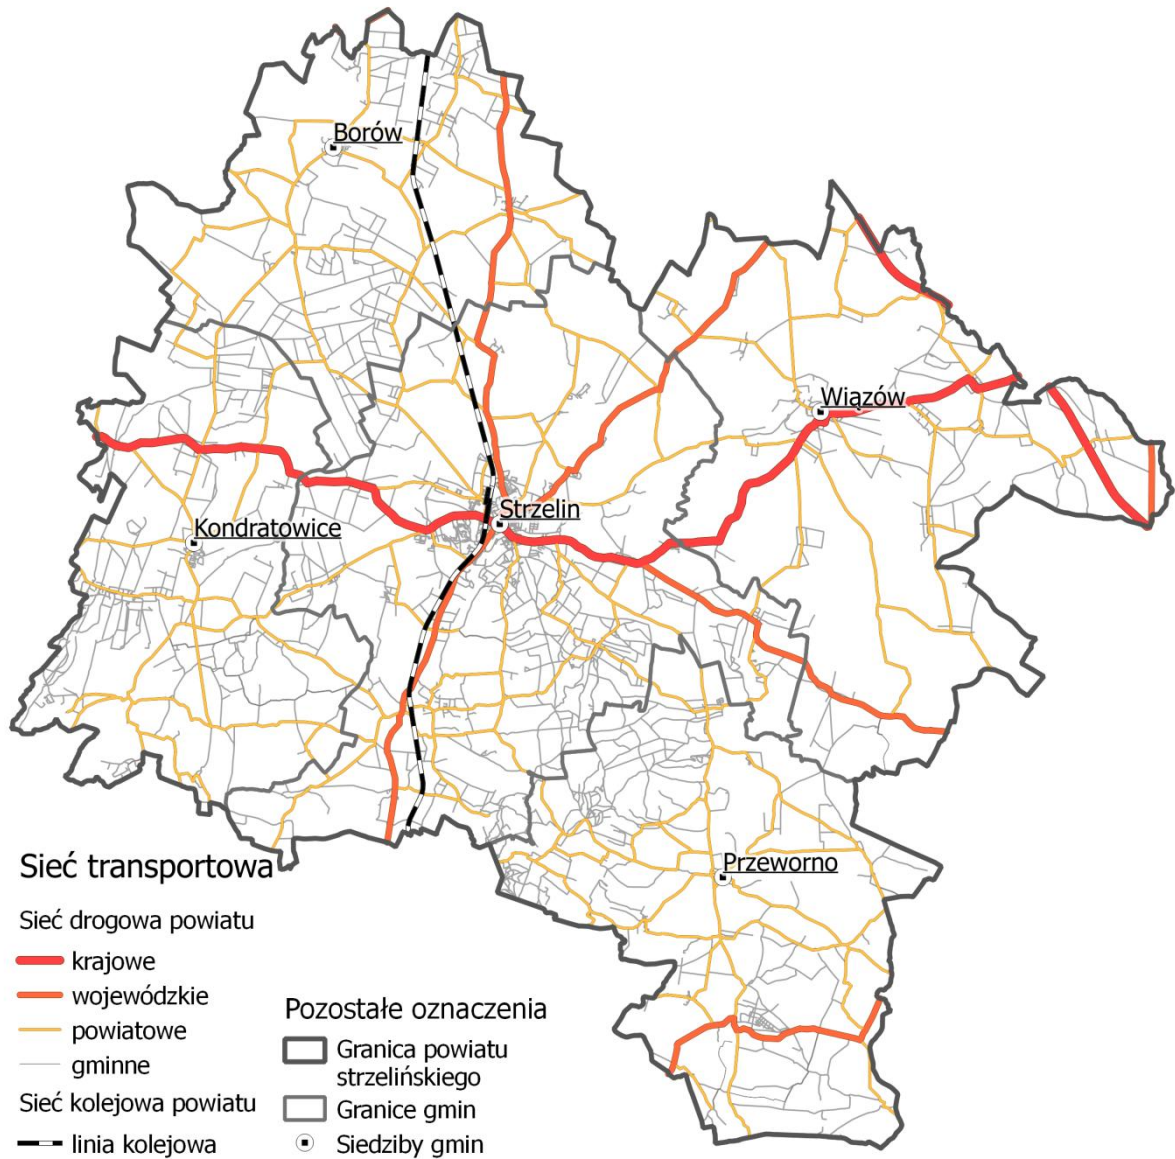 Borów
Wiązów
Strzelin
Kondratowice
Przeworno
Sieć transportowa
Sieć drogowa powiatu
krajowe
wojewódzkie
powiatowe
gminne
Sieć kolejowa powiatu
linia kolejowa
Pozostałe oznaczenia
Granica powiatu
strzelińskiego
Granice gmin
Siedziby gmin